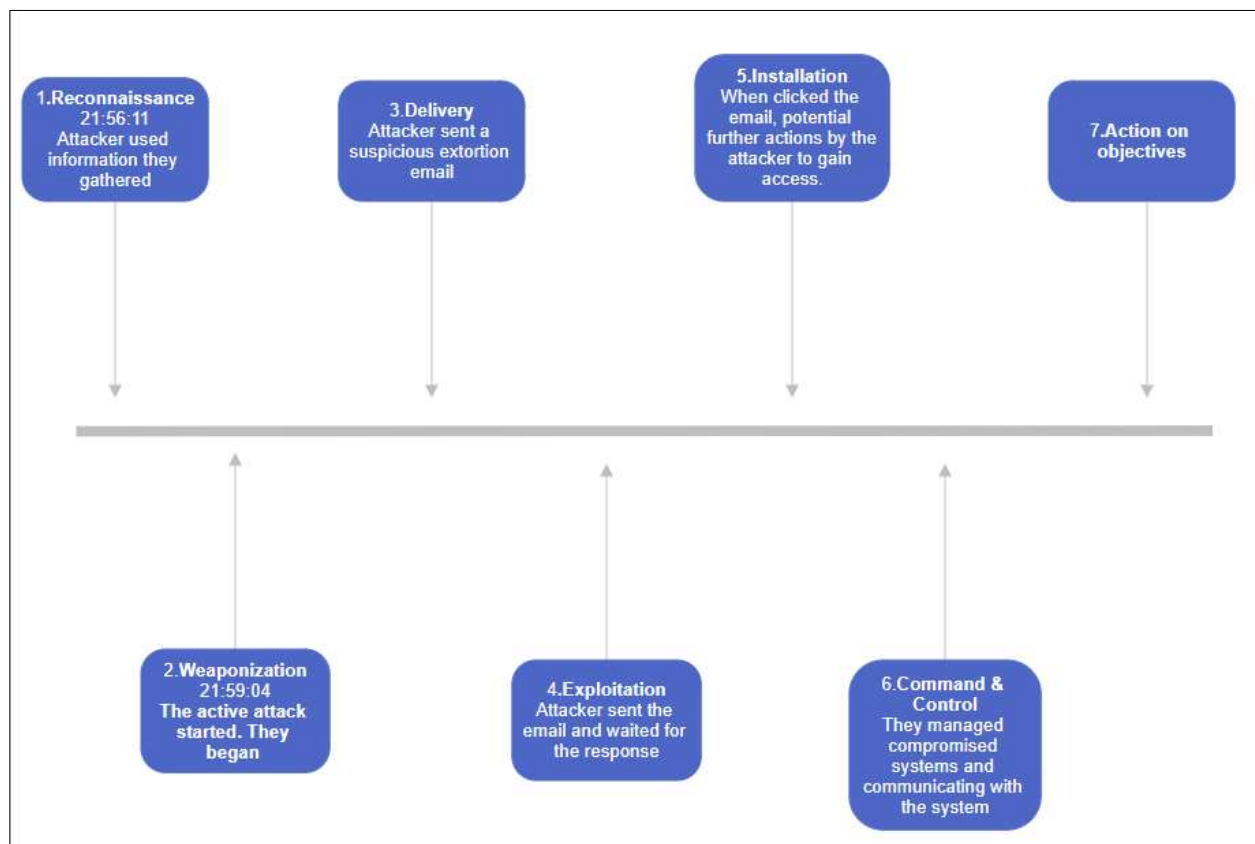 1.Reconnaissance
21:56:11
Attacker used
information they
gathered
2.Weaponization
21:59:04
The active attack
started. They
began
3.Delivery
Attacker sent a
suspicious extortion
email
4.Exploitation
Attacker sent the
email and waited for
the response
5.Installation
When clicked the
email, potential
further actions by the
attacker to gain
access.
6.Command &
Control
They managed
compromised
systems and
communicating with
the system
7.Action on
objectives